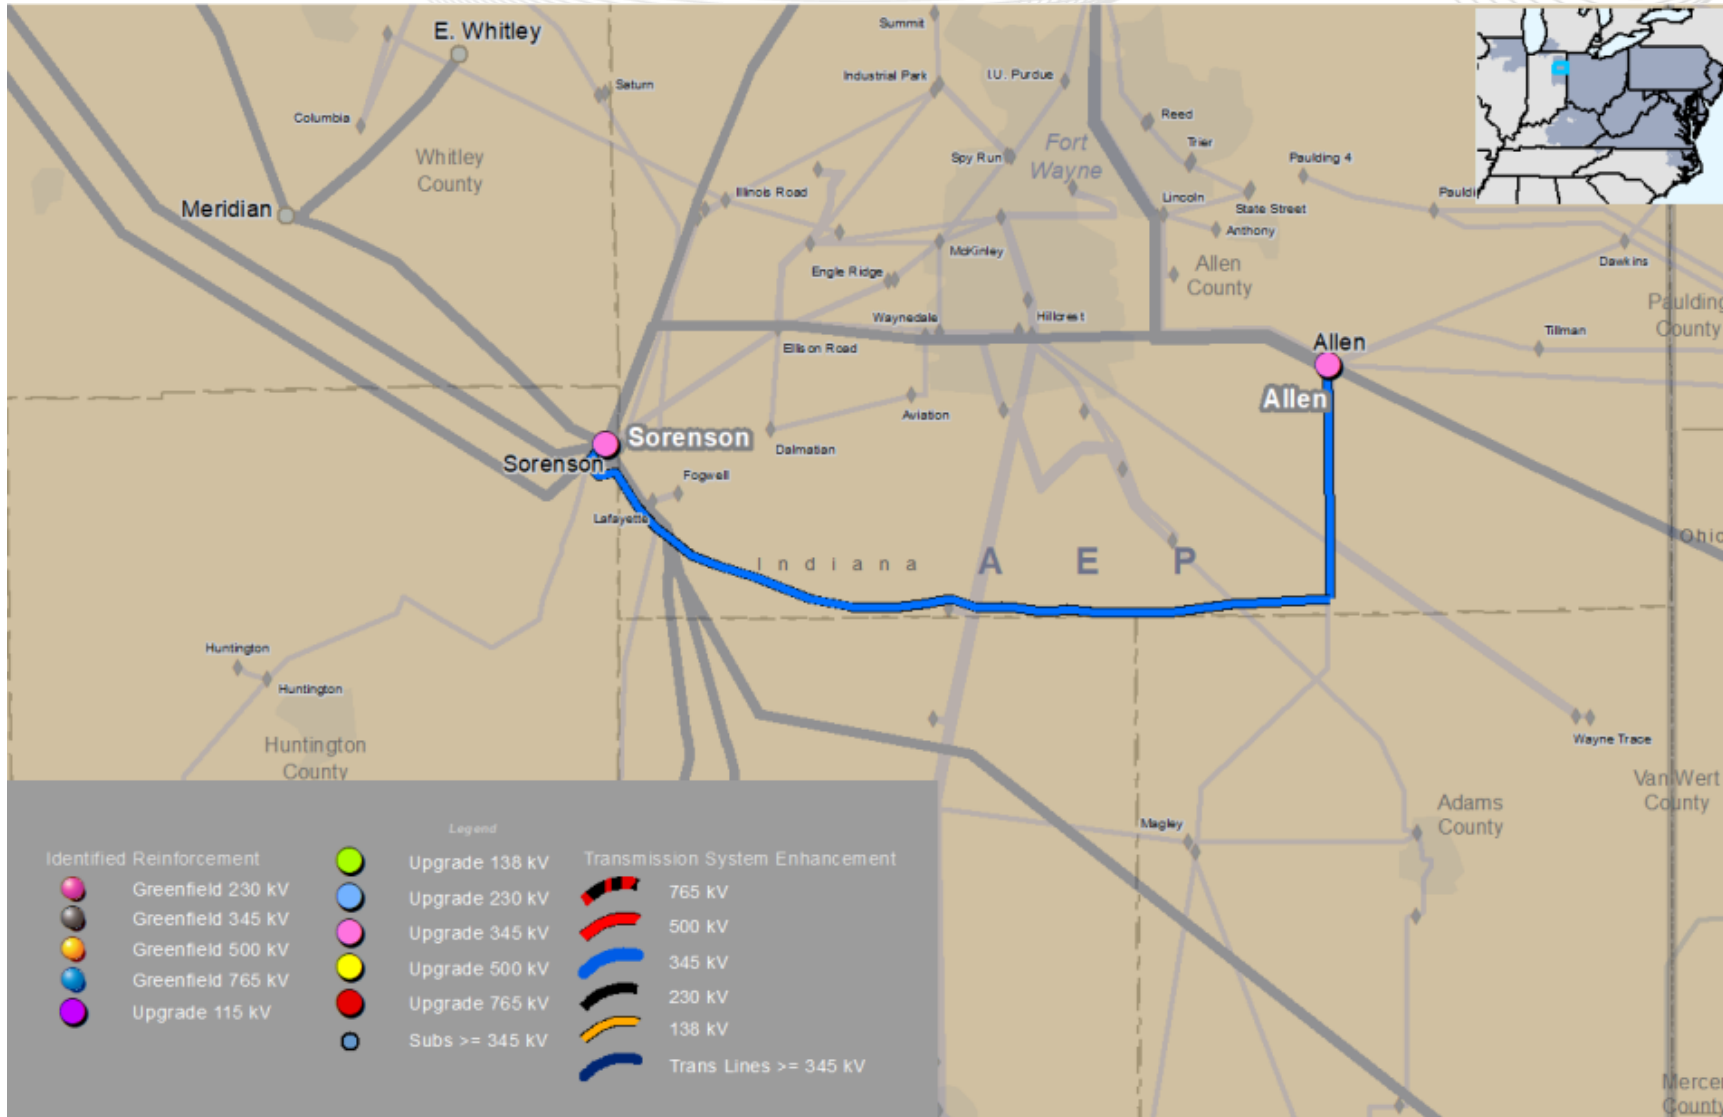 E. Whitley
Summit
Industrial Park
I.U. Purdue
Saturn
Columbia
Reed
Whitley
County
Fort
Wayne
Trier
Spy Run
Paulding 4
Illinois Road
Meridian
Lincoln
State Street
Anthony
McKinley
Engle Ridge
Allen
County
Dawkins
Paulding
County
Waynedale
Hillcrest
Tillman
Ellison Road
Allen
Allen
Aviation
Sorenson
Sorenson
Dalmatian
Fogwell
Lafayette
Indiana
A E P
Ohio
Huntington
Huntington
Huntington
County
Wayne Trace
Van Wert
County
Adams
County
Magley
Mercer
County
Legend
Identified Reinforcement
Greenfield 230 kV
Greenfield 345 kV
Greenfield 500 kV
Greenfield 765 kV
Upgrade 115 kV
Upgrade 138 kV
Upgrade 230 kV
Upgrade 345 kV
Upgrade 500 kV
Upgrade 765 kV
Subs >= 345 kV
Transmission System Enhancement
765 kV
500 kV
345 kV
230 kV
138 kV
Trans Lines >= 345 kV